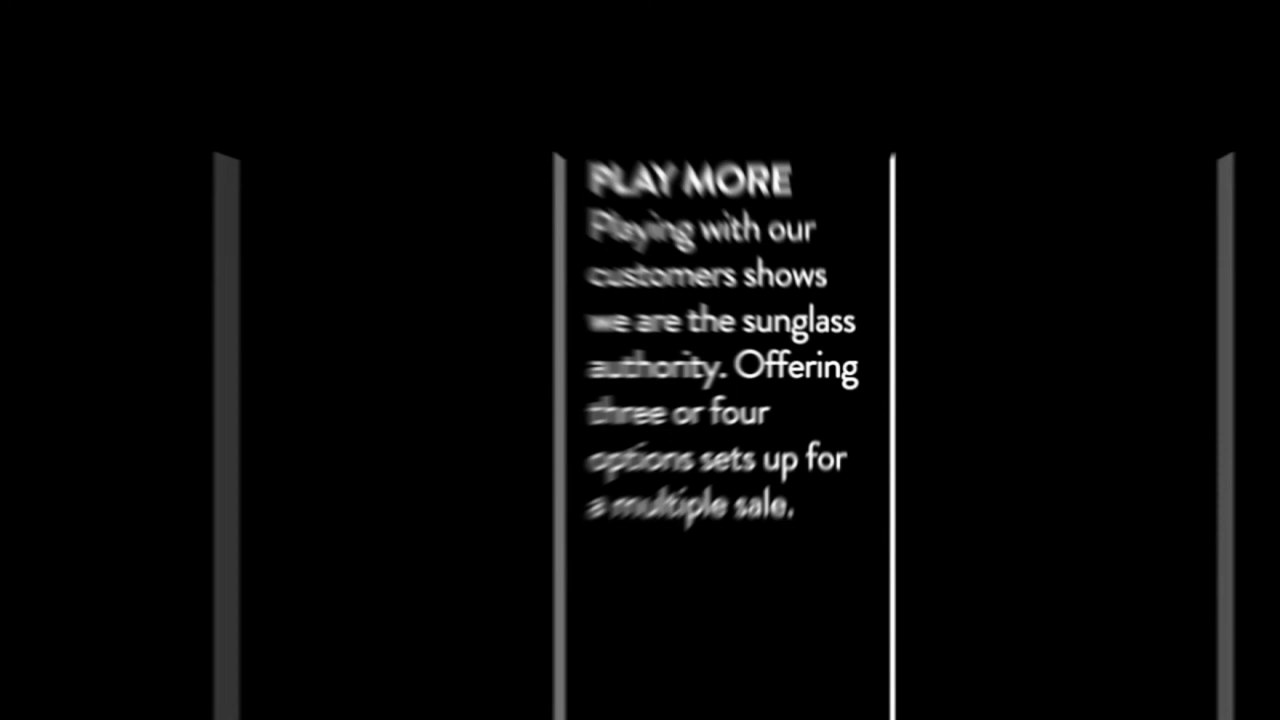 PLAY MORE
Playing with our
customers shows
we are the sunglass
authority. Offering
three or four
options sets up for
a multiple sale.